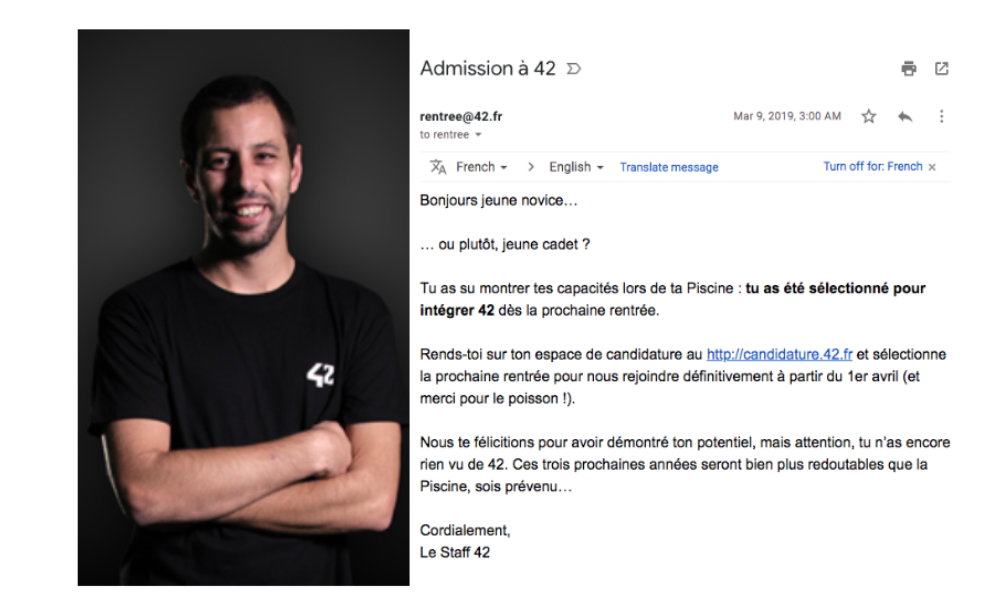 42
Admission à 42
rentree@42.fr
Mar 9, 2019, 3:00 AM
to rentree
French
English
Translate message
Turn off for: French ×
Bonjours jeune novice…
… ou plutôt, jeune cadet ?
Tu as su montrer tes capacités lors de ta Piscine : tu as été sélectionné pour
intégrer 42 dès la prochaine rentrée.
Rends-toi sur ton espace de candidature au http://candidature.42.fr et sélectionne
la prochaine rentrée pour nous rejoindre définitivement à partir du 1er avril (et
merci pour le poisson !).
Nous te félicitions pour avoir démontré ton potentiel, mais attention, tu n'as encore
rien vu de 42. Ces trois prochaines années seront bien plus redoutables que la
Piscine, sois prévenu…
Cordialement,
Le Staff 42